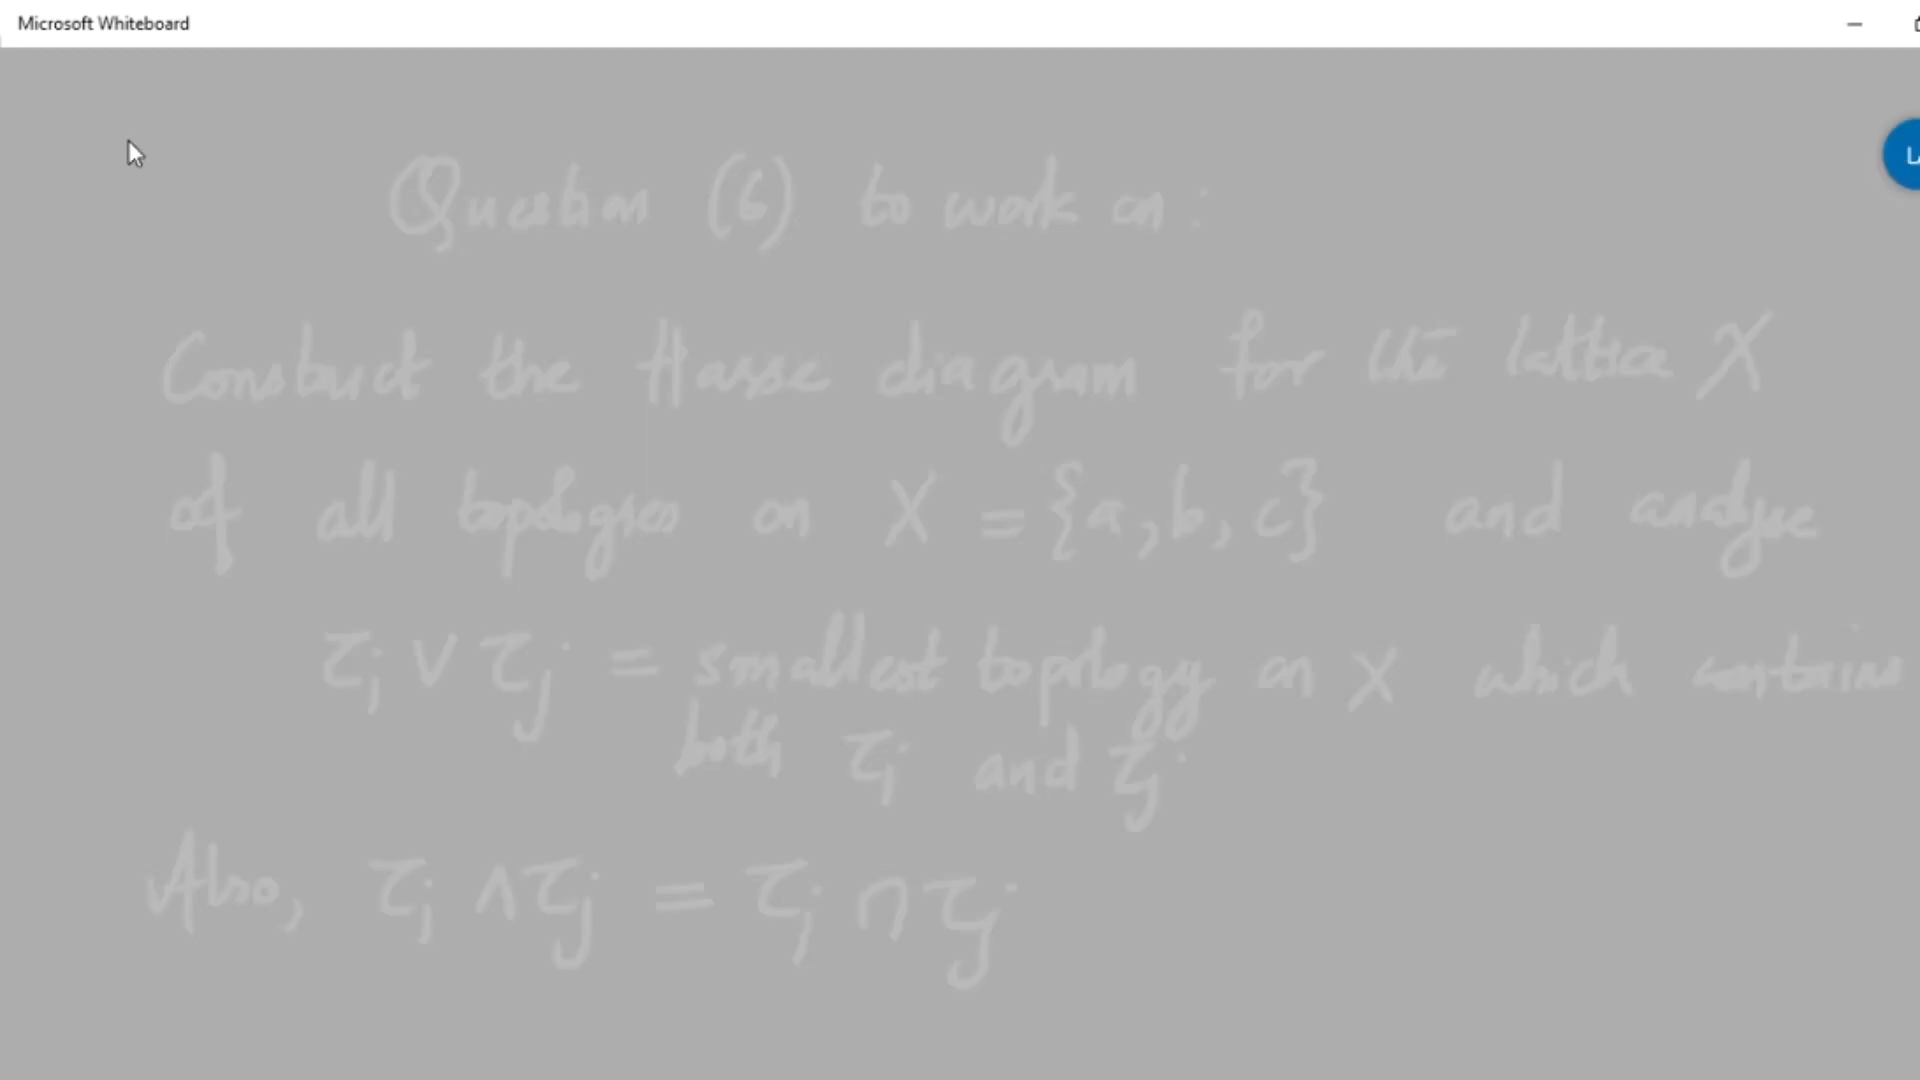 Microsoft Whiteboard
Question (6) to work on:
Construct the Hasse diagram for the lattice X
of all topologies on X = {a, b, c} and analyse
τi ∨ τj = smallest topology on X which contains
both τi and τj
Also, τi ∧ τj = τi ∩ τj